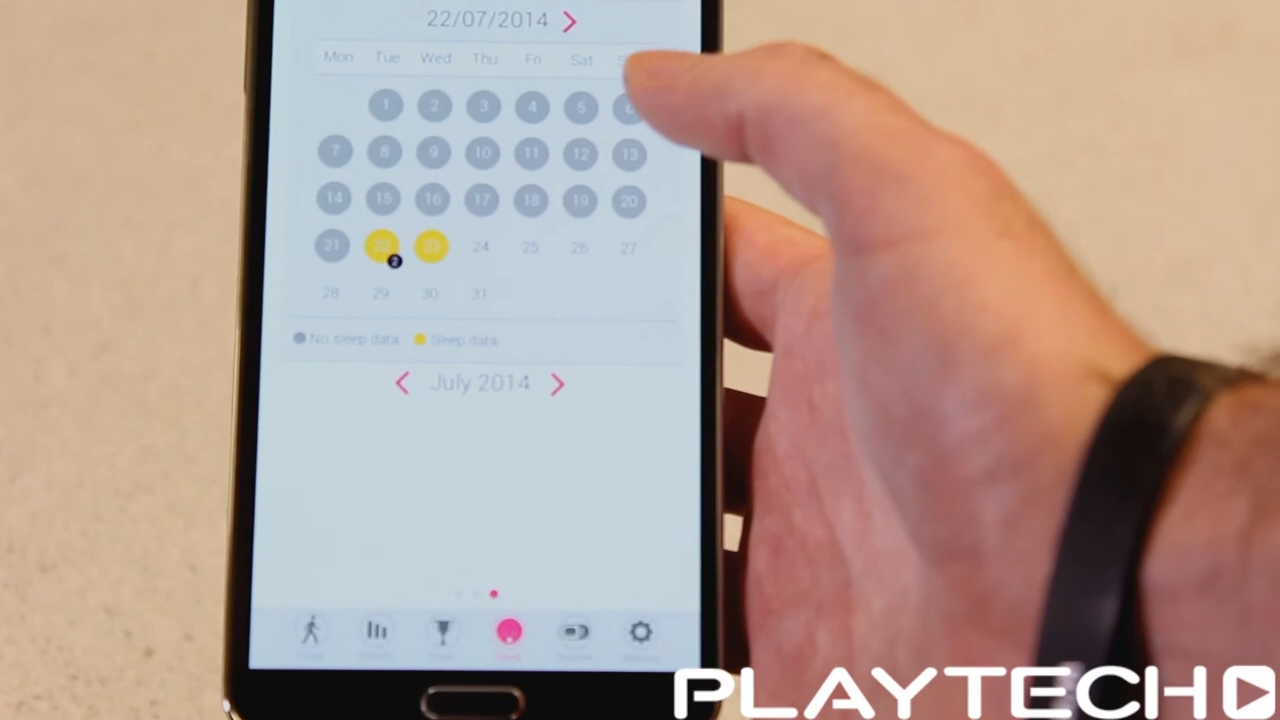 22/07/2014
Mon Tue Wed Thu Fri Sat
1 2 3 4 5 6
7 8 9 10 11 12 13
14 15 16 17 18 19 20
21 22 23 24 25 26 27
2
28 29 30 31
No sleep data Sleep data
July 2014
PLAYTECH